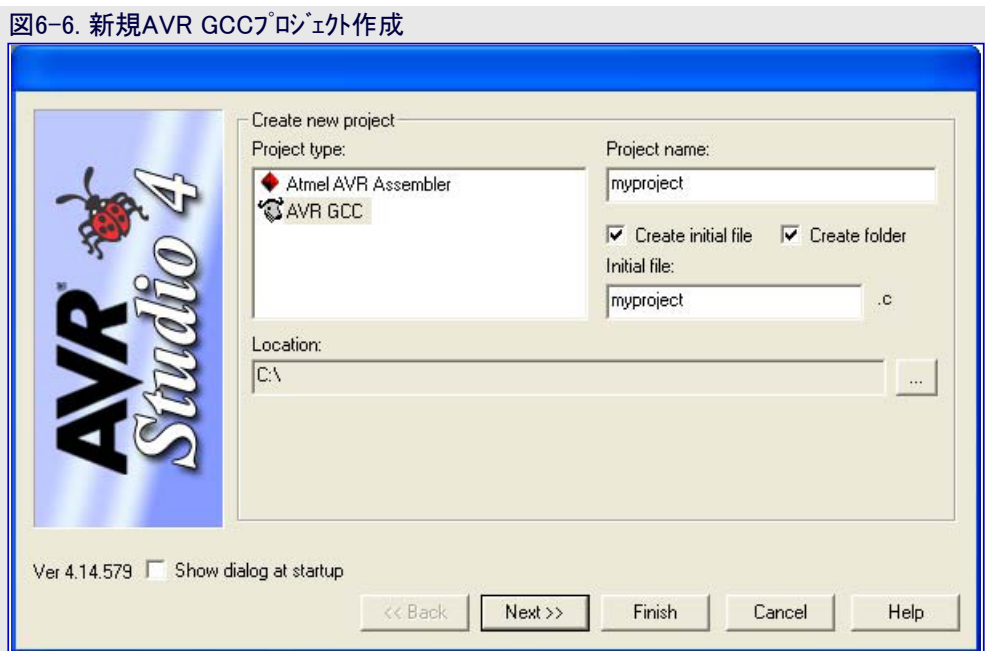 図6-6. 新規AVR GCCﾌﾟﾛｼﾞｪｸﾄ作成
AVR
Studio 4
Create new project
Project type:
Atmel AVR Assembler
AVR GCC
Project name:
myproject
Create initial file
Create folder
Initial file:
myproject
.c
Location:
C:\
...
Ver 4.14.579
Show dialog at startup
<< Back
Next >>
Finish
Cancel
Help